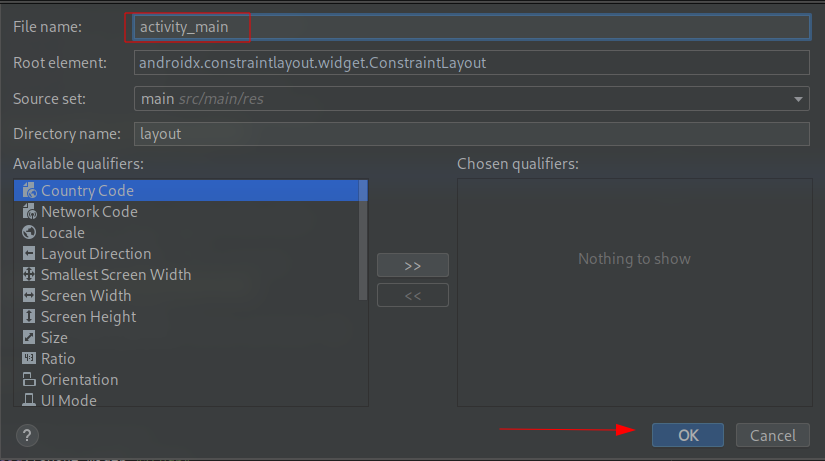 File name: activity_main
Root element: androidx.constraintlayout.widget.ConstraintLayout
Source set: main src/main/res
Directory name: layout
Available qualifiers:
Chosen qualifiers:
Country Code
Network Code
Locale
Layout Direction
Smallest Screen Width
Screen Width
Screen Height
Size
Ratio
Orientation
UI Mode
>>
<<
Nothing to show
?
OK
Cancel